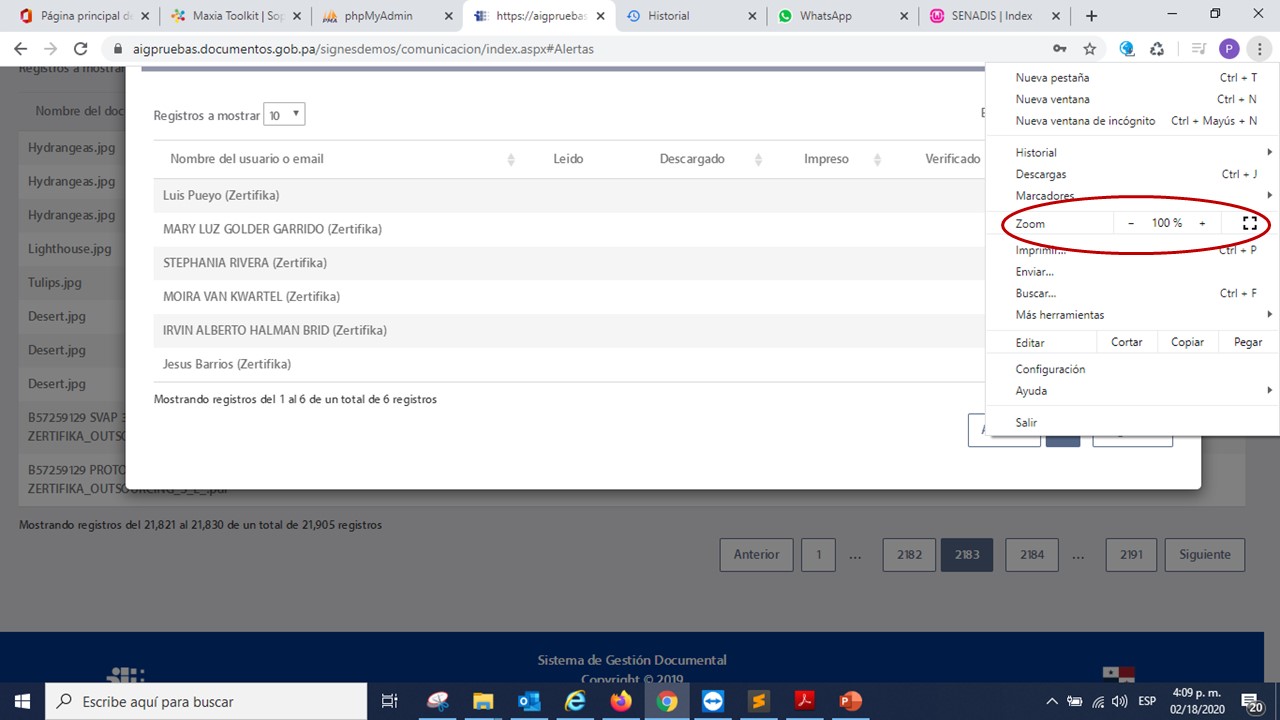 Página principal de
Maxia Toolkit | Sop
phpMyAdmin
https://aigpruebas
Historial
WhatsApp
SENADIS | Index
aigpruebas.documentos.gob.pa/signesdemos/comunicacion/index.aspx#Alertas
P
Nueva pestaña Ctrl + T
Nueva ventana Ctrl + N
Nueva ventana de incógnito Ctrl + Mayús + N
Historial
Descargas Ctrl + J
Marcadores
Zoom − 100 % +
Imprimir... Ctrl + P
Enviar...
Buscar... Ctrl + F
Más herramientas
Editar Cortar Copiar Pegar
Configuración
Ayuda
Salir
Registros a mostrar
Nombre del doc
Hydrangeas.jpg
Hydrangeas.jpg
Hydrangeas.jpg
Lighthouse.jpg
Tulips.jpg
Desert.jpg
Desert.jpg
Desert.jpg
B57259129 SVAP
ZERTIFIKA_OUTSO
B57259129 PROTO
ZERTIFIKA_OUTSOURCING_S_L_.pdf
Registros a mostrar 10
Nombre del usuario o email Leido Descargado Impreso Verificado
Luis Pueyo (Zertifika)
MARY LUZ GOLDER GARRIDO (Zertifika)
STEPHANIA RIVERA (Zertifika)
MOIRA VAN KWARTEL (Zertifika)
IRVIN ALBERTO HALMAN BRID (Zertifika)
Jesus Barrios (Zertifika)
Mostrando registros del 1 al 6 de un total de 6 registros
Mostrando registros del 21,821 al 21,830 de un total de 21,905 registros
Anterior 1 ... 2182 2183 2184 ... 2191 Siguiente
Sistema de Gestión Documental
Copyright © 2019
Escribe aquí para buscar
ESP
4:09 p. m.
02/18/2020
20